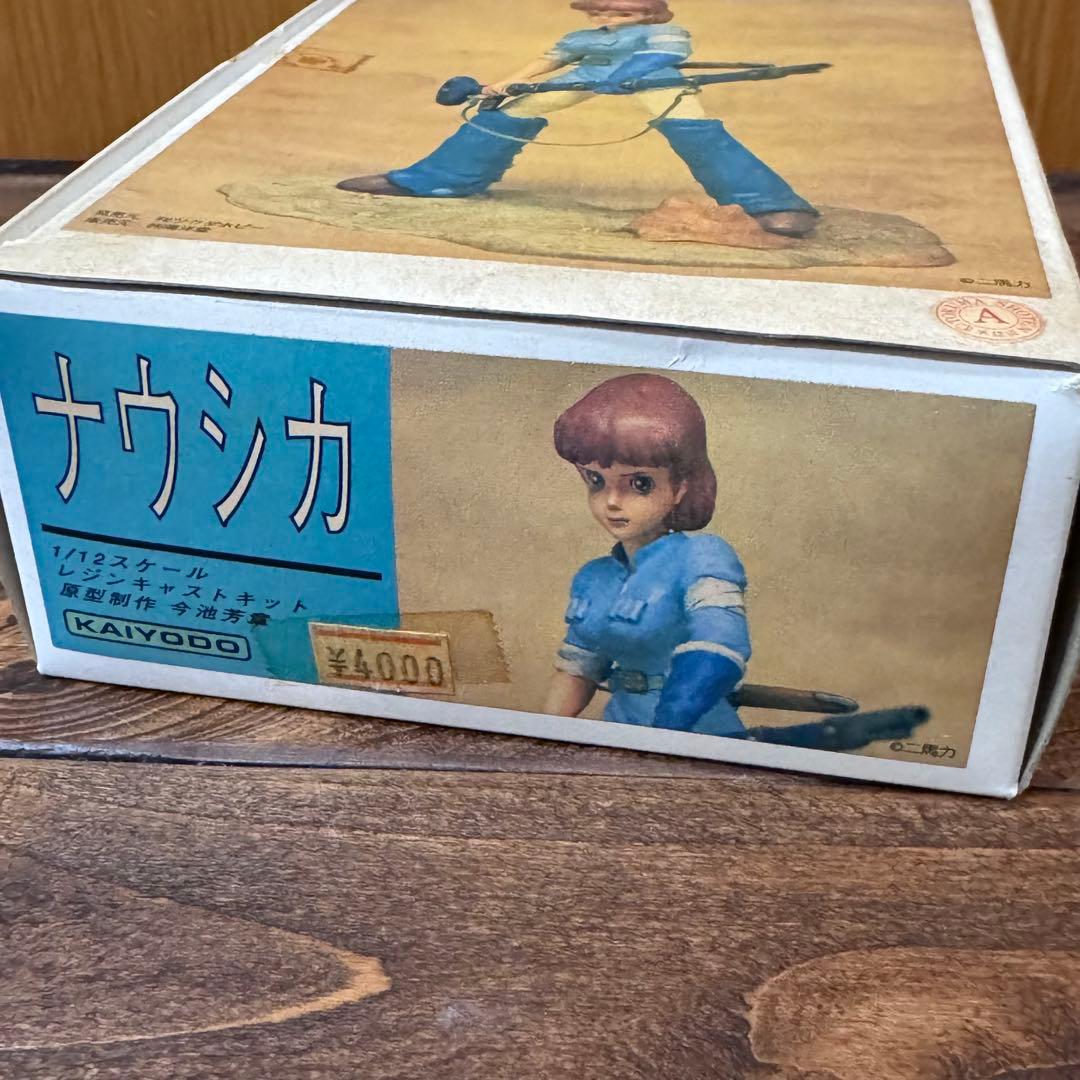 ©二馬力
A
ナウシカ
1/12スケール
レジンキャストキット
原型制作 今池芳章
KAIYODO
¥4000
©二馬力